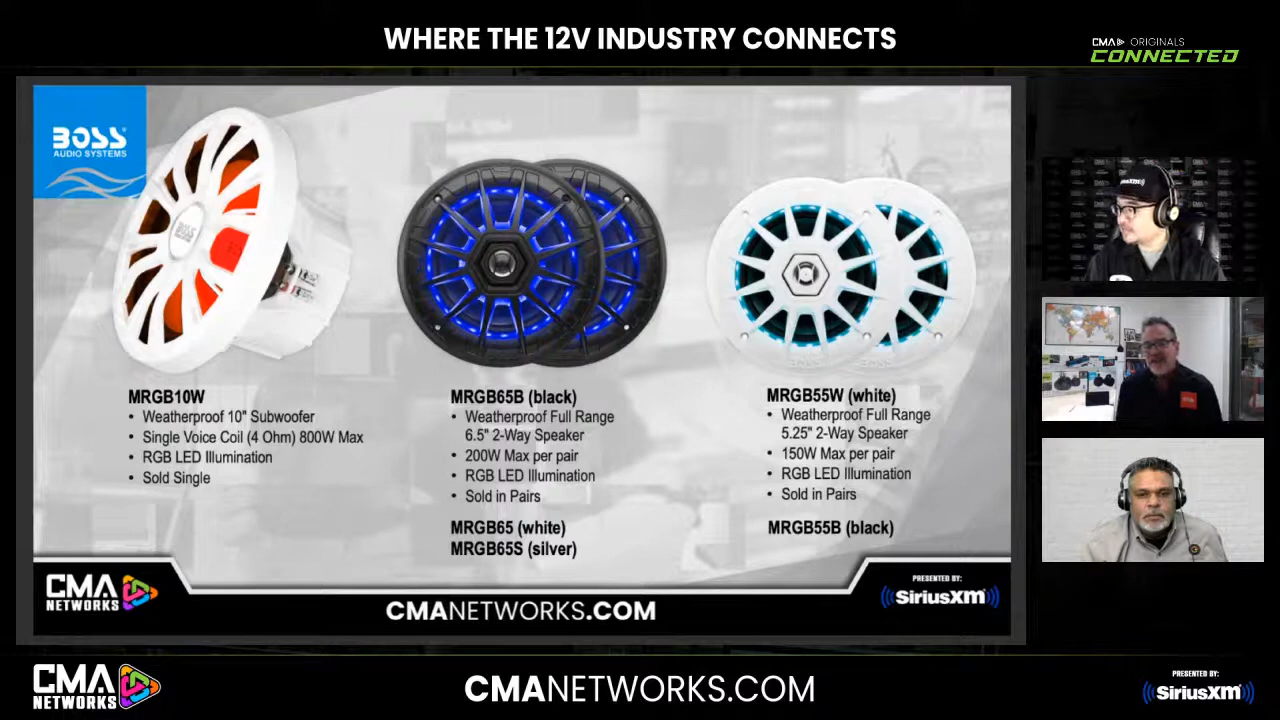 WHERE THE 12V INDUSTRY CONNECTS
CMA ORIGINALS
CONNECTED
BOSS
AUDIO SYSTEMS
MRGB10W
• Weatherproof 10" Subwoofer
• Single Voice Coil (4 Ohm) 800W Max
• RGB LED Illumination
• Sold Single
MRGB65B (black)
• Weatherproof Full Range
6.5" 2-Way Speaker
• 200W Max per pair
• RGB LED Illumination
• Sold in Pairs
MRGB65 (white)
MRGB65S (silver)
MRGB55W (white)
• Weatherproof Full Range
5.25" 2-Way Speaker
• 150W Max per pair
• RGB LED Illumination
• Sold in Pairs
MRGB55B (black)
SiriusXM
CMA
NETWORKS
CMANETWORKS.COM
PRESENTED BY:
SiriusXM
CMA
NETWORKS
CMANETWORKS.COM
PRESENTED BY:
SiriusXM